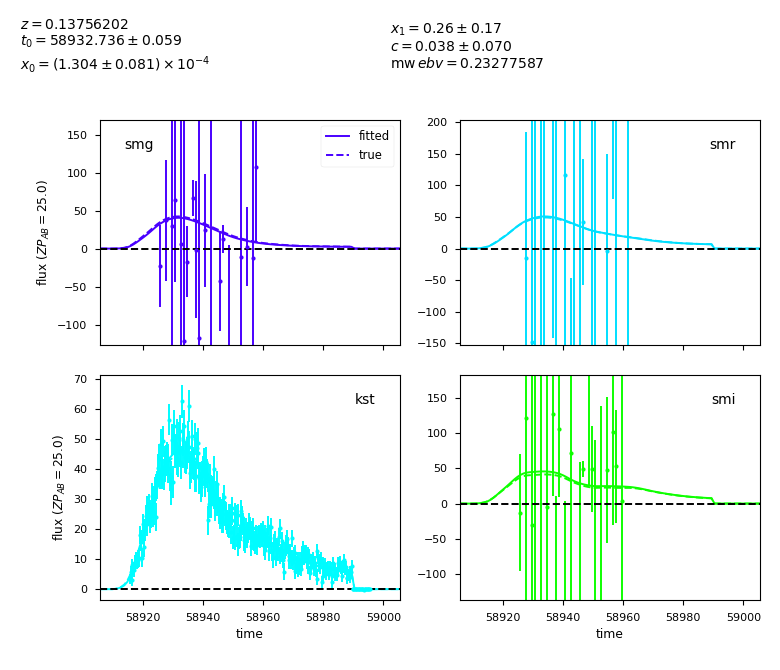 z = 0.13756202
t₀ = 58932.736 ± 0.059
x₀ = (1.304 ± 0.081) × 10⁻⁴
x₁ = 0.26 ± 0.17
c = 0.038 ± 0.070
mw ebv = 0.23277587
smg
fitted
true
150
100
50
0
−50
−100
flux (ZP_AB = 25.0)
smr
200
150
100
50
0
−50
−100
−150
kst
70
60
50
40
30
20
10
0
flux (ZP_AB = 25.0)
58920
58940
58960
58980
59000
time
smi
150
100
50
0
−50
−100
58920
58940
58960
58980
59000
time